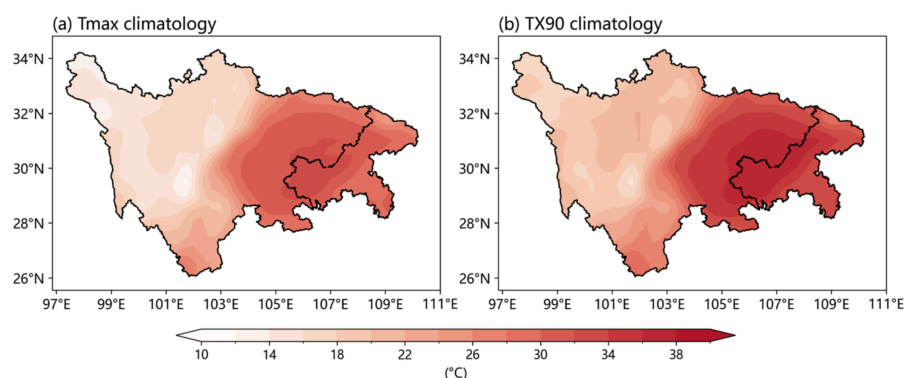 (a) Tmax climatology
(b) TX90 climatology
34°N
32°N
30°N
28°N
26°N
97°E 99°E 101°E 103°E 105°E 107°E 109°E 111°E
34°N
32°N
30°N
28°N
26°N
97°E 99°E 101°E 103°E 105°E 107°E 109°E 111°E
10 14 18 22 26 30 34 38
(°C)